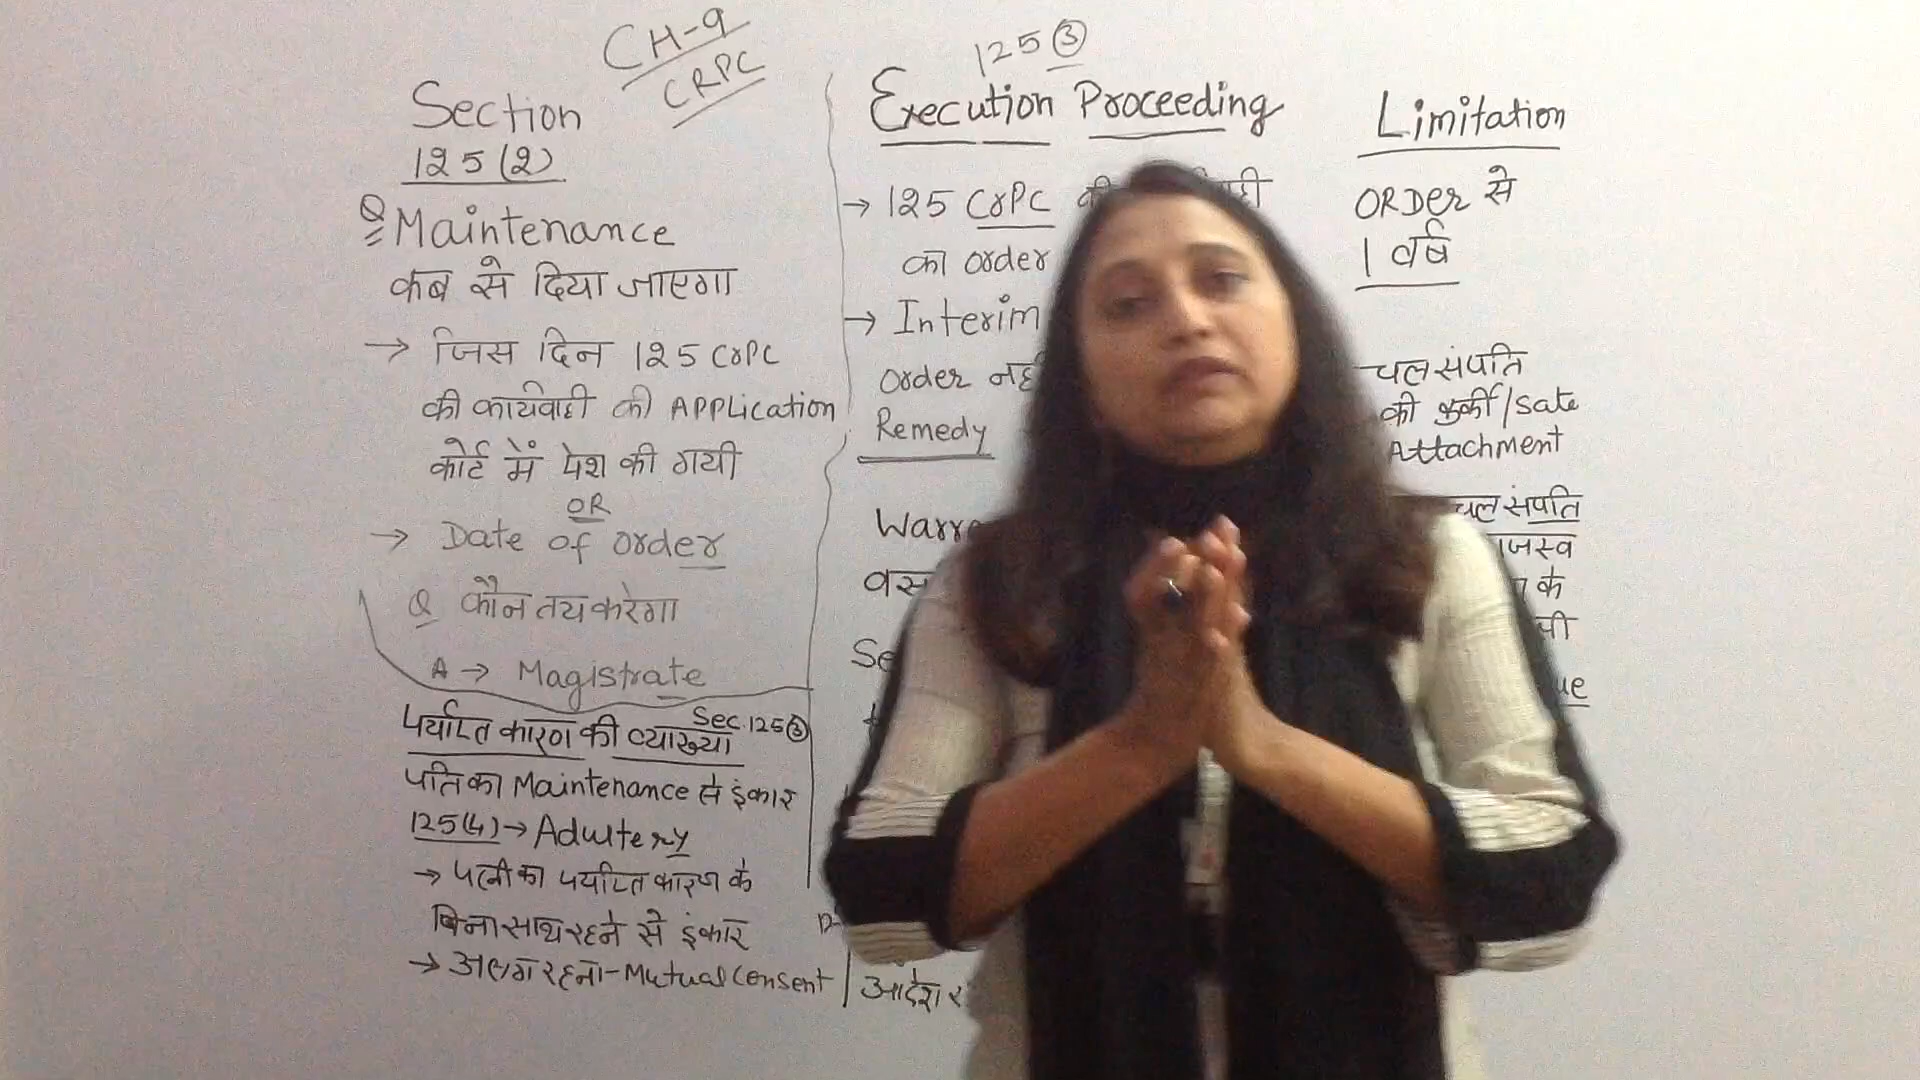 CH-9
CRPC
Section
125(2)
Q Maintenance
कब से दिया जाएगा
→ जिस दिन 125 CrPC
की कार्यवाही की Application
कोर्ट में पेश की गयी
OR
→ Date of order
Q कौन तय करेगा
A → Magistrate
पर्याप्त कारण की व्याख्या Sec.125(3)
पति का Maintenance से इंकार
125(4) → Adultery
→ पत्नी का पर्याप्त कारण के
बिना साथ रहने से इंकार
→ अलग रहना - Mutual Consent
125 (3)
Execution Proceeding
→ 125 CrPC की
का order
→ Interim
Order
Remedy
आदेश
Limitation
ORDER से
1 वर्ष
चल संपति
की कुर्की/Sale
Attachment
चल संपति
के